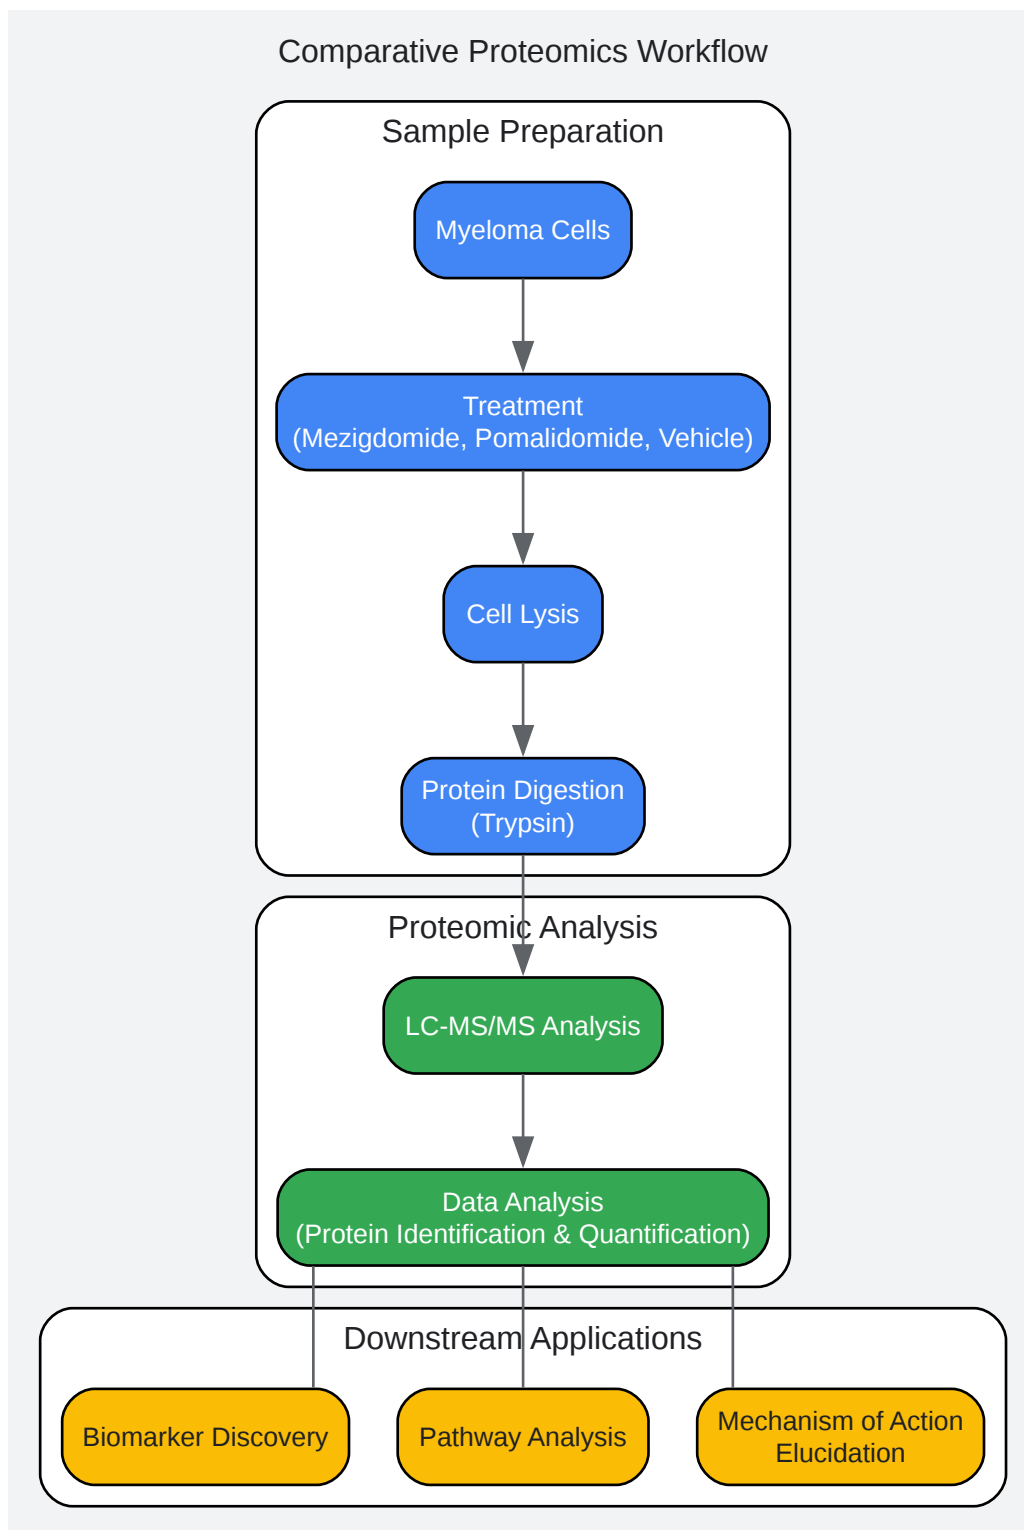 Comparative Proteomics Workflow
Sample Preparation
Myeloma Cells
Treatment
(Mezigdomide, Pomalidomide, Vehicle)
Cell Lysis
Protein Digestion
(Trypsin)
Proteomic Analysis
LC-MS/MS Analysis
Data Analysis
(Protein Identification & Quantification)
Downstream Applications
Biomarker Discovery
Pathway Analysis
Mechanism of Action
Elucidation